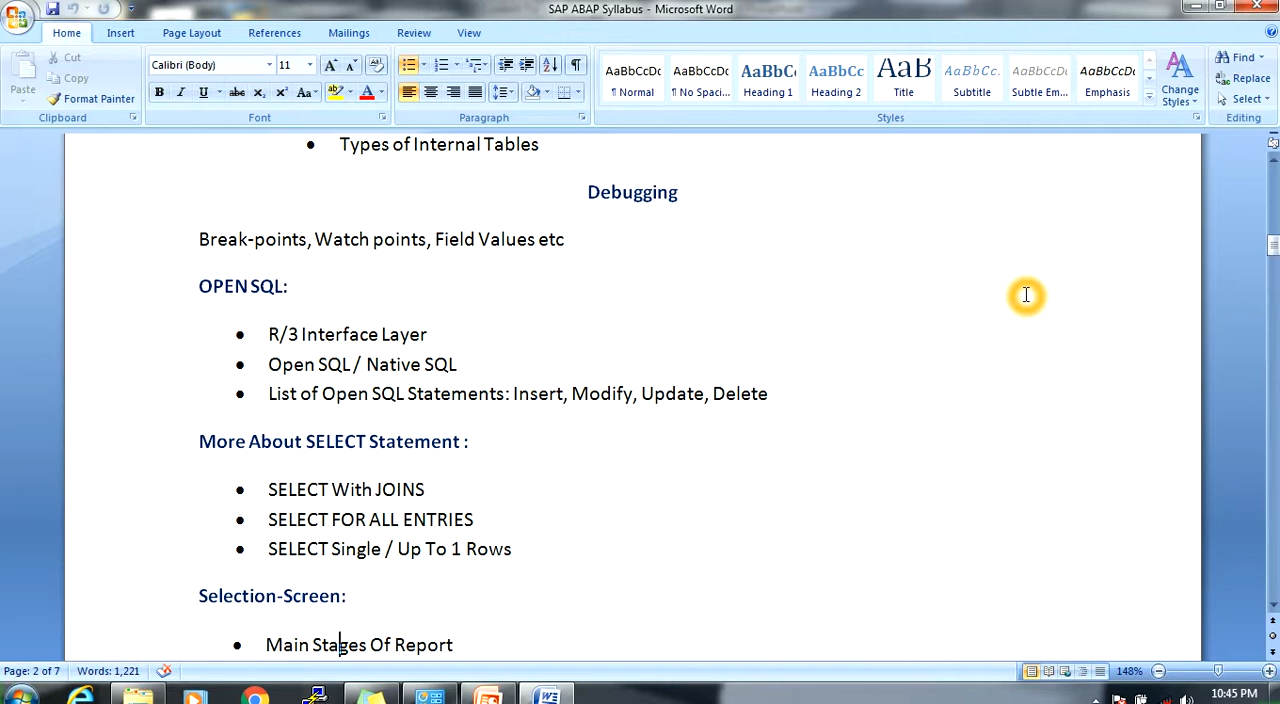 SAP ABAP Syllabus - Microsoft Word
Home Insert Page Layout References Mailings Review View
Paste
Cut
Copy
Format Painter
Clipboard
Calibri (Body) 11
Font
Paragraph
AaBbCcDc AaBbCcDc AaBbC AaBbCc AaB AaBbCc. AaBbCcDc AaBbCcDc
¶ Normal ¶ No Spaci... Heading 1 Heading 2 Title Subtitle Subtle Em... Emphasis
Styles
Change
Styles
Find
Replace
Select
Editing
• Types of Internal Tables
Debugging
Break-points, Watch points, Field Values etc
OPEN SQL:
• R/3 Interface Layer
• Open SQL / Native SQL
• List of Open SQL Statements: Insert, Modify, Update, Delete
More About SELECT Statement :
• SELECT With JOINS
• SELECT FOR ALL ENTRIES
• SELECT Single / Up To 1 Rows
Selection-Screen:
• Main Stages Of Report
Page: 2 of 7 Words: 1,221 148%
10:45 PM